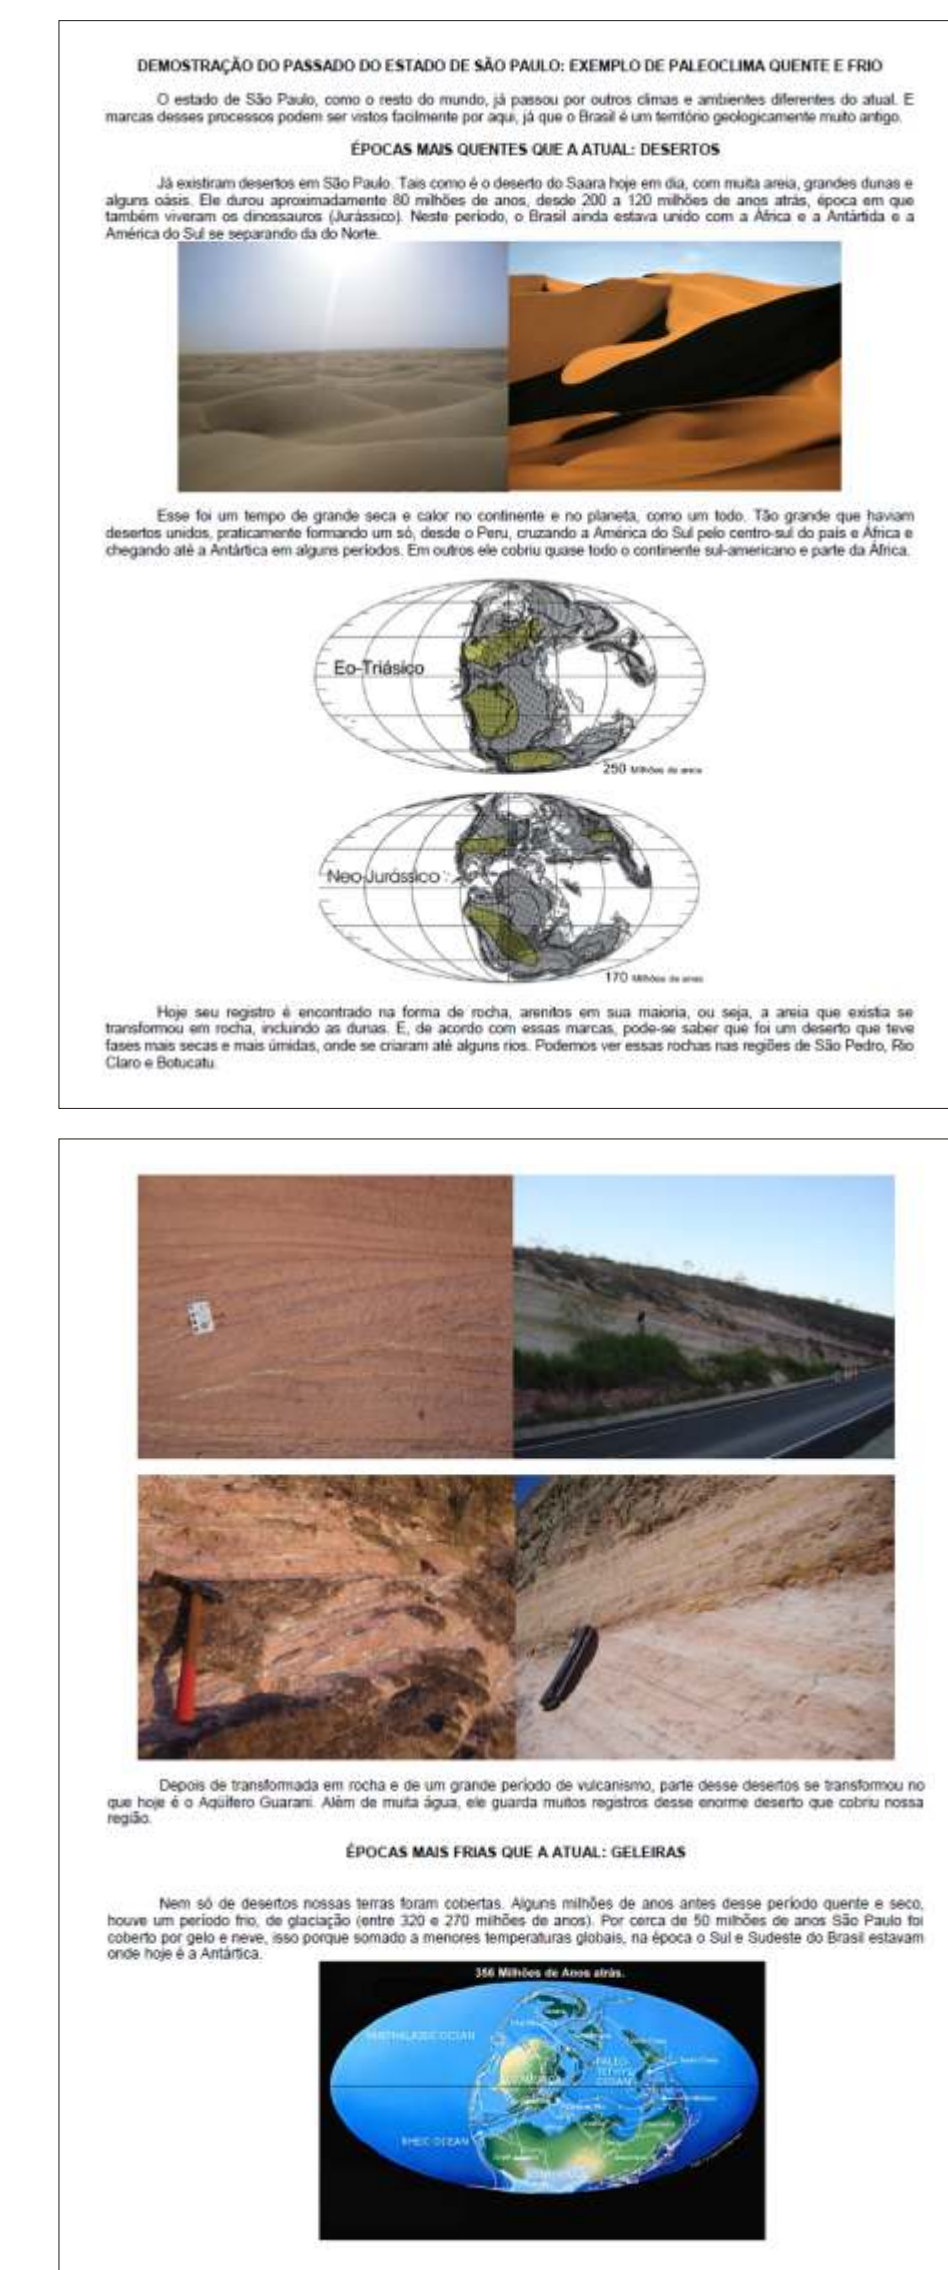 DEMOSTRAÇÃO DO PASSADO DO ESTADO DE SÃO PAULO: EXEMPLO DE PALEOCLIMA QUENTE E FRIO
O estado de São Paulo, como o resto do mundo, já passou por outros climas e ambientes diferentes do atual. E
marcas desses processos podem ser vistos facilmente por aqui, já que o Brasil é um território geologicamente muito antigo.
ÉPOCAS MAIS QUENTES QUE A ATUAL: DESERTOS
Já existiram desertos em São Paulo. Tais como é o deserto do Saara hoje em dia, com muita areia, grandes dunas e
alguns oásis. Ele durou aproximadamente 80 milhões de anos, desde 200 a 120 milhões de anos atrás, época em que
também viveram os dinossauros (Jurássico). Neste período, o Brasil ainda estava unido com a África e a Antártida e a
América do Sul se separando da do Norte.
Esse foi um tempo de grande seca e calor no continente e no planeta, como um todo. Tão grande que haviam
desertos unidos, praticamente formando um só, desde o Peru, cruzando a América do Sul pelo centro-sul do país e África e
chegando até a Antártica em alguns períodos. Em outros ele cobriu quase todo o continente sul-americano e parte da África.
Eo-Triásico
250 Milhões de anos
Neo-Jurássico
170 Milhões de anos
Hoje seu registro é encontrado na forma de rocha, arenitos em sua maioria, ou seja, a areia que existia se
transformou em rocha, incluindo as dunas. E, de acordo com essas marcas, pode-se saber que foi um deserto que teve
fases mais secas e mais úmidas, onde se criaram até alguns rios. Podemos ver essas rochas nas regiões de São Pedro, Rio
Claro e Botucatu.
Depois de transformada em rocha e de um grande período de vulcanismo, parte desse desertos se transformou no
que hoje é o Aqüífero Guarani. Além de muita água, ele guarda muitos registros desse enorme deserto que cobriu nossa
região.
ÉPOCAS MAIS FRIAS QUE A ATUAL: GELEIRAS
Nem só de desertos nossas terras foram cobertas. Alguns milhões de anos antes desse período quente e seco,
houve um período frio, de glaciação (entre 320 e 270 milhões de anos). Por cerca de 50 milhões de anos São Paulo foi
coberto por gelo e neve, isso porque somado a menores temperaturas globais, na época o Sul e Sudeste do Brasil estavam
onde hoje é a Antártica.
356 Milhões de Anos atrás.
PANTHALASSIC OCEAN
PALEO-
TETHYS
OCEAN
RHEIC OCEAN